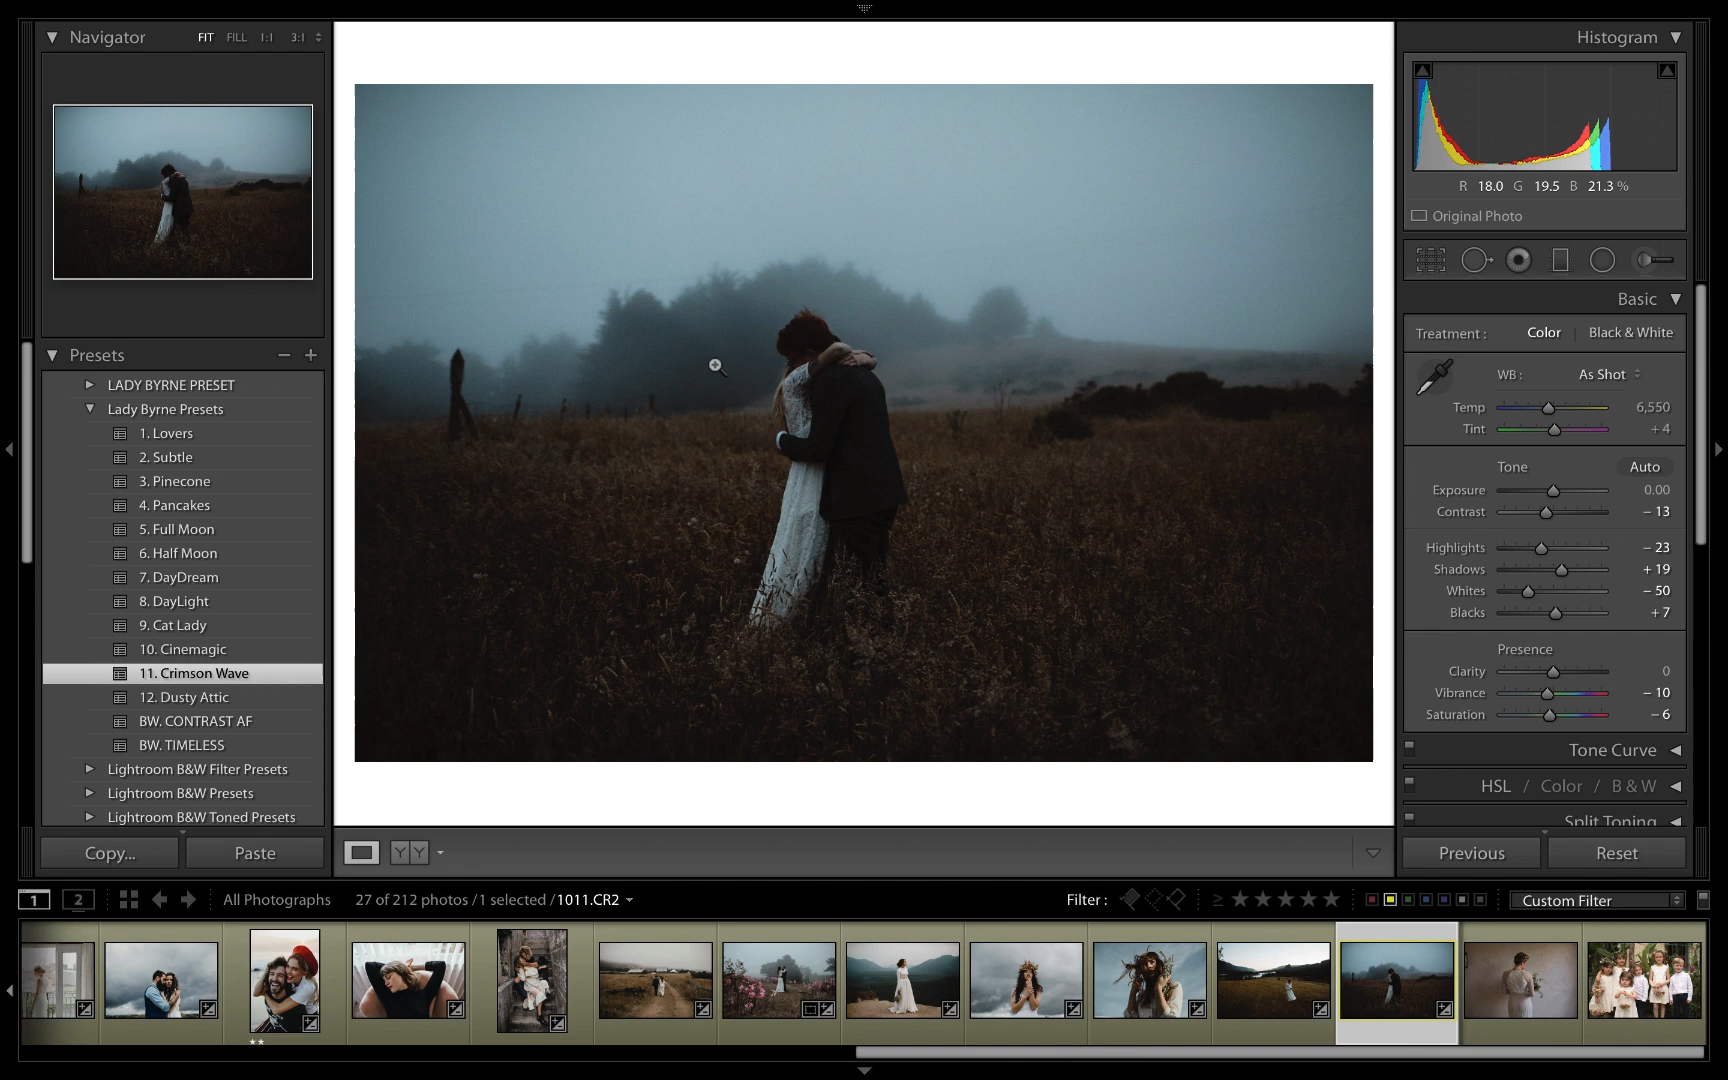 Navigator FIT FILL 1:1 3:1
Presets
LADY BYRNE PRESET
Lady Byrne Presets
1. Lovers
2. Subtle
3. Pinecone
4. Pancakes
5. Full Moon
6. Half Moon
7. DayDream
8. DayLight
9. Cat Lady
10. Cinemagic
11. Crimson Wave
12. Dusty Attic
BW. CONTRAST AF
BW. TIMELESS
Lightroom B&W Filter Presets
Lightroom B&W Presets
Lightroom B&W Toned Presets
Copy... Paste
YY
Histogram
R 18.0 G 19.5 B 21.3 %
Original Photo
Basic
Treatment : Color | Black & White
WB : As Shot
Temp 6,550
Tint + 4
Tone Auto
Exposure 0.00
Contrast – 13
Highlights – 23
Shadows + 19
Whites – 50
Blacks + 7
Presence
Clarity 0
Vibrance – 10
Saturation – 6
Tone Curve
HSL / Color / B & W
Split Toning
Previous Reset
1 2 All Photographs 27 of 212 photos / 1 selected / 1011.CR2 Filter : ≥ ★★★★★ Custom Filter
★★